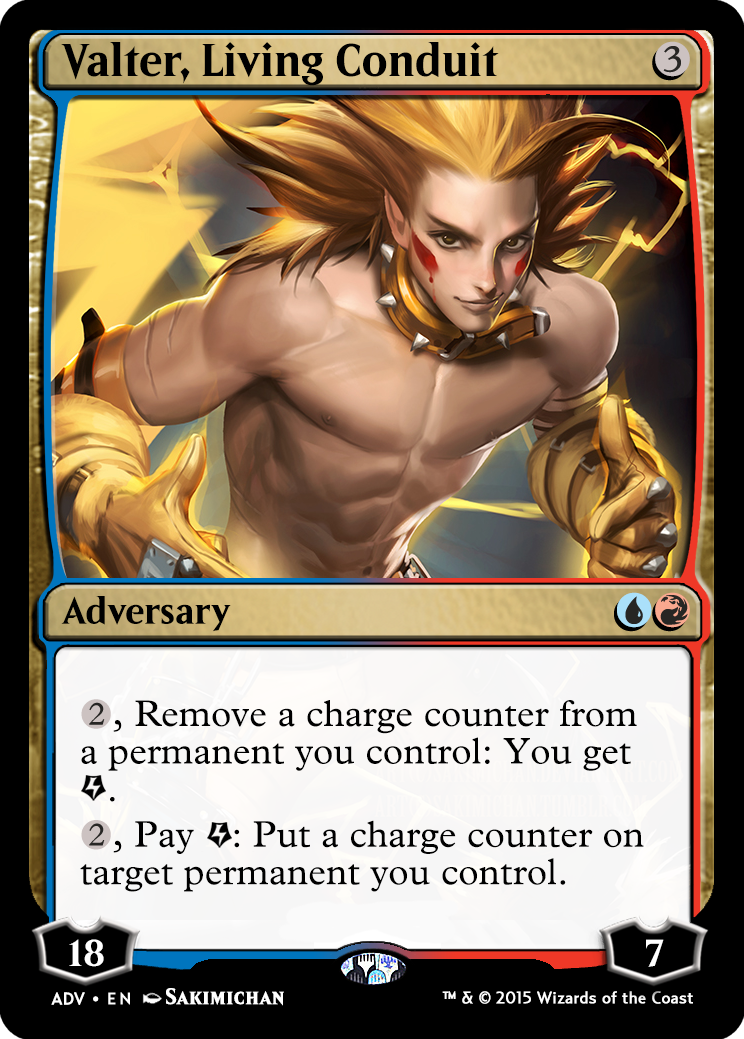 Valter, Living Conduit 3
Adversary
2, Remove a charge counter from
a permanent you control: You get
.
2, Pay : Put a charge counter on
target permanent you control.
18 7
ADV • EN SAKIMICHAN ™ & © 2015 Wizards of the Coast